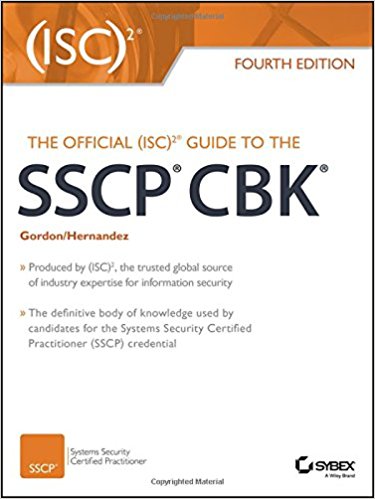 (ISC)²®
FOURTH EDITION
THE OFFICIAL (ISC)²® GUIDE TO THE
SSCP® CBK®
Gordon/Hernandez
» Produced by (ISC)², the trusted global source
of industry expertise for information security
» The definitive body of knowledge used by
candidates for the Systems Security Certified
Practitioner (SSCP) credential
SSCP®
Systems Security
Certified Practitioner
SYBEX
A Wiley Brand